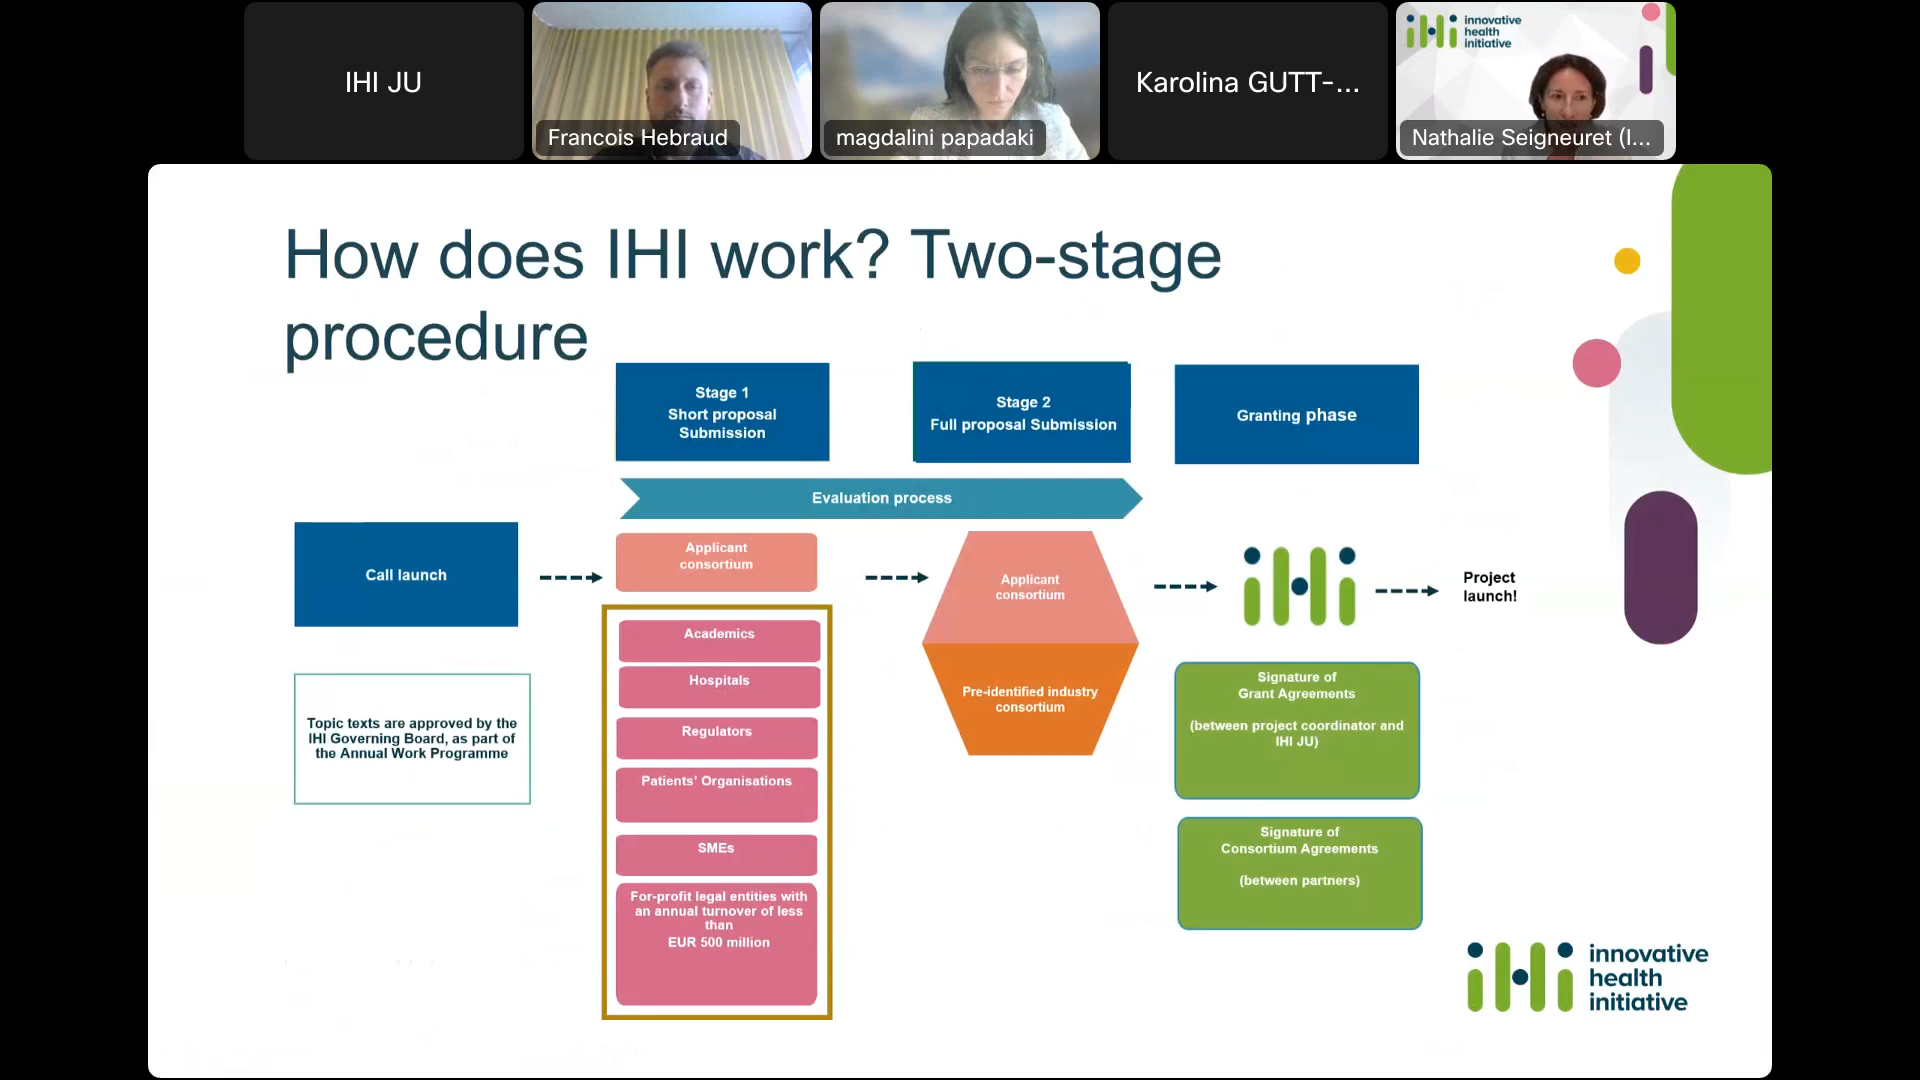 IHI JU
Francois Hebraud
magdalini papadaki
Karolina GUTT-...
innovative
health
initiative
Nathalie Seigneuret (I...
How does IHI work? Two-stage
procedure
Stage 1
Short proposal
Submission
Stage 2
Full proposal Submission
Granting phase
Evaluation process
Call launch
Applicant
consortium
Applicant
consortium
Project
launch!
Academics
Hospitals
Regulators
Patients' Organisations
SMEs
For-profit legal entities with
an annual turnover of less
than
EUR 500 million
Pre-identified industry
consortium
Topic texts are approved by the
IHI Governing Board, as part of
the Annual Work Programme
Signature of
Grant Agreements
(between project coordinator and
IHI JU)
Signature of
Consortium Agreements
(between partners)
innovative
health
initiative